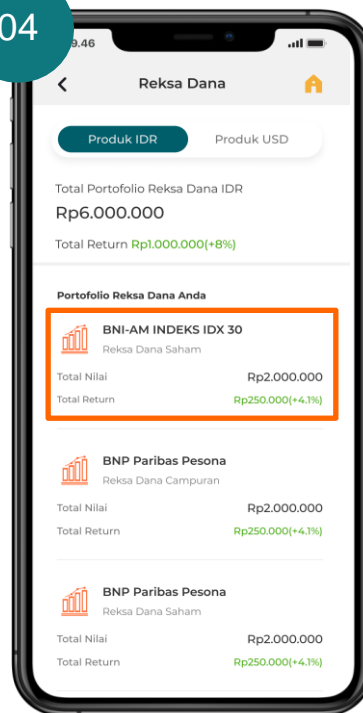 04
9.46
Reksa Dana
Produk IDR
Produk USD
Total Portofolio Reksa Dana IDR
Rp6.000.000
Total Return Rp1.000.000(+8%)
Portofolio Reksa Dana Anda
BNI-AM INDEKS IDX 30
Reksa Dana Saham
Total Nilai Rp2.000.000
Total Return Rp250.000(+4.1%)
BNP Paribas Pesona
Reksa Dana Campuran
Total Nilai Rp2.000.000
Total Return Rp250.000(+4.1%)
BNP Paribas Pesona
Reksa Dana Saham
Total Nilai Rp2.000.000
Total Return Rp250.000(+4.1%)